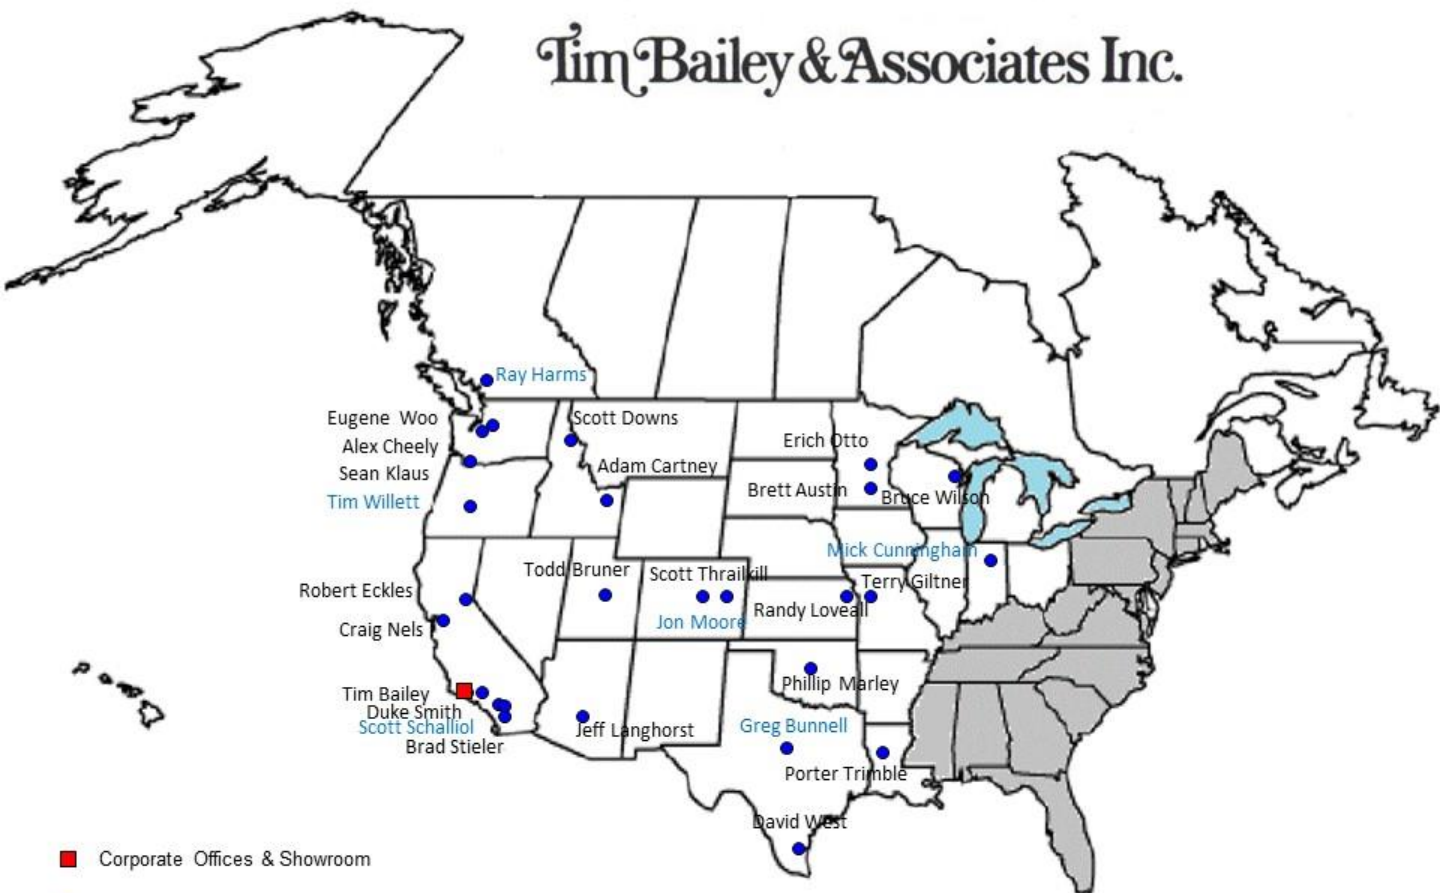 Tim Bailey & Associates Inc.
Ray Harms
Eugene Woo
Scott Downs
Alex Cheely
Erich Otto
Sean Klaus
Adam Cartney
Tim Willett
Brett Austin
Bruce Wilson
Mick Cunningham
Todd Bruner
Scott Thrailkill
Terry Giltner
Robert Eckles
Randy Loveall
Jon Moore
Craig Nels
Phillip Marley
Tim Bailey
Duke Smith
Scott Schalliol
Jeff Langhorst
Greg Bunnell
Brad Stieler
Porter Trimble
David West
Corporate Offices & Showroom